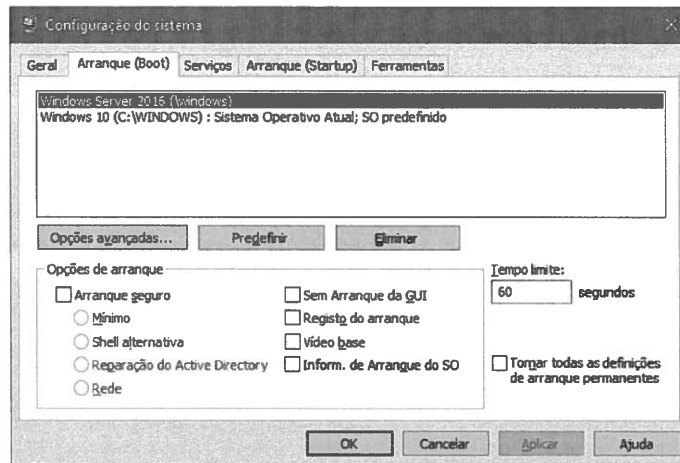 Configuração do sistema
Geral Arranque (Boot) Serviços Arranque (Startup) Ferramentas
Windows Server 2016 (\windows)
Windows 10 (C:\WINDOWS) : Sistema Operativo Atual; SO predefinido
Opções avançadas... Predefinir Eliminar
Opções de arranque
Tempo limite:
Arranque seguro
Sem Arranque da GUI
60 segundos
Mínimo
Registo do arranque
Shell alternativa
Vídeo base
Reparação do Active Directory
Inform. de Arranque do SO
Tornar todas as definições
de arranque permanentes
Rede
OK Cancelar Aplicar Ajuda